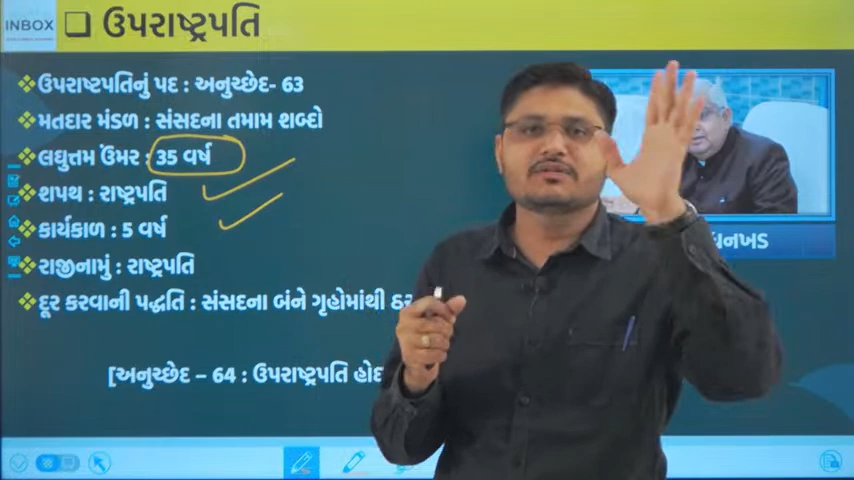 INBOX
❑ ઉપરાષ્ટ્રપતિ
❖ઉપરાષ્ટપતિનું પદ : અનુચ્છેદ- 63
❖મતદાર મંડળ : સંસદના તમામ શબ્દો
❖લઘુત્તમ ઉંમર : 35 વર્ષ
❖શપથ : રાષ્ટ્રપતિ
❖કાર્યકાળ : 5 વર્ષ
❖રાજીનામું : રાષ્ટ્રપતિ
❖દૂર કરવાની પદ્ધતિ : સંસદના બંને ગૃહોમાંથી
[અનુચ્છેદ – 64 : ઉપરાષ્ટ્રપતિ